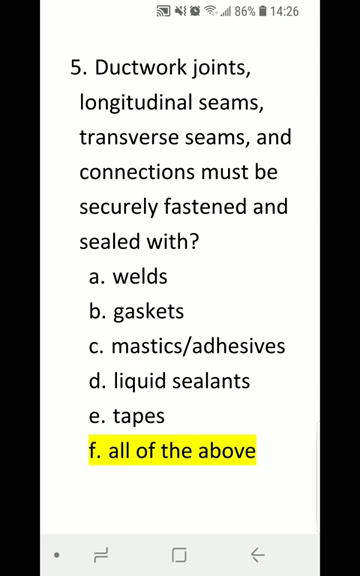 86% 14:26
5. Ductwork joints,
longitudinal seams,
transverse seams, and
connections must be
securely fastened and
sealed with?
a. welds
b. gaskets
c. mastics/adhesives
d. liquid sealants
e. tapes
f. all of the above